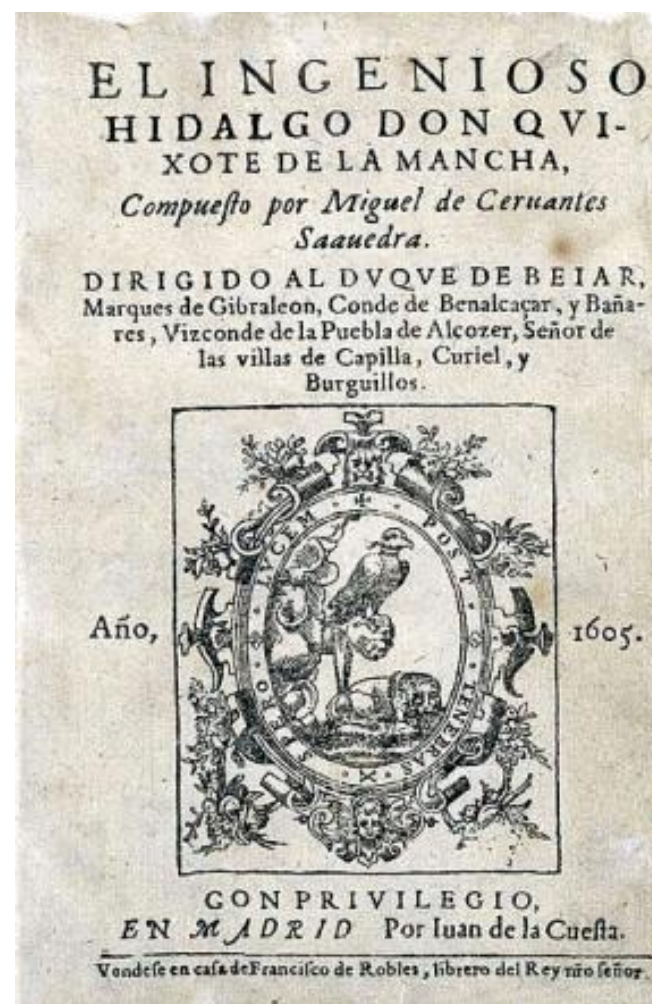 EL INGENIOSO
HIDALGO DON QVI-
XOTE DE LA MANCHA,
Compueſto por Miguel de Ceruantes
Saauedra.
DIRIGIDO AL DVQVE DE BEIAR,
Marques de Gibraleon, Conde de Benalcaçar, y Baña-
res, Vizconde de la Puebla de Alcozer, Señor de
las villas de Capilla, Curiel, y
Burguillos.
POST TENEBRAS SPERO LVCEM
Año, 1605.
CON PRIVILEGIO,
EN MADRID Por Iuan de la Cueſta.
Vendeſe en caſa de Franciſco de Robles, librero del Rey nřo ſeñor.